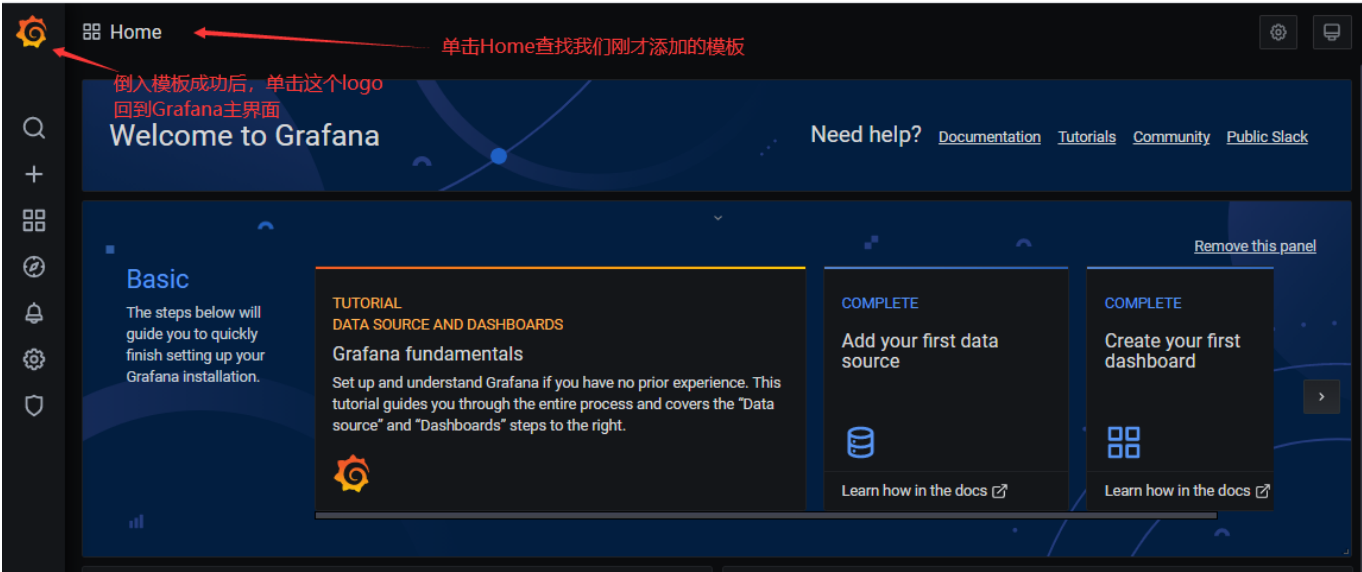 Home
单击Home查找我们刚才添加的模板
倒入模板成功后，单击这个logo
回到Grafana主界面
Welcome to Grafana
Need help? Documentation Tutorials Community Public Slack
Remove this panel
Basic
The steps below will
guide you to quickly
finish setting up your
Grafana installation.
TUTORIAL
DATA SOURCE AND DASHBOARDS
Grafana fundamentals
Set up and understand Grafana if you have no prior experience. This
tutorial guides you through the entire process and covers the “Data
source” and “Dashboards” steps to the right.
COMPLETE
Add your first data
source
Learn how in the docs
COMPLETE
Create your first
dashboard
Learn how in the docs